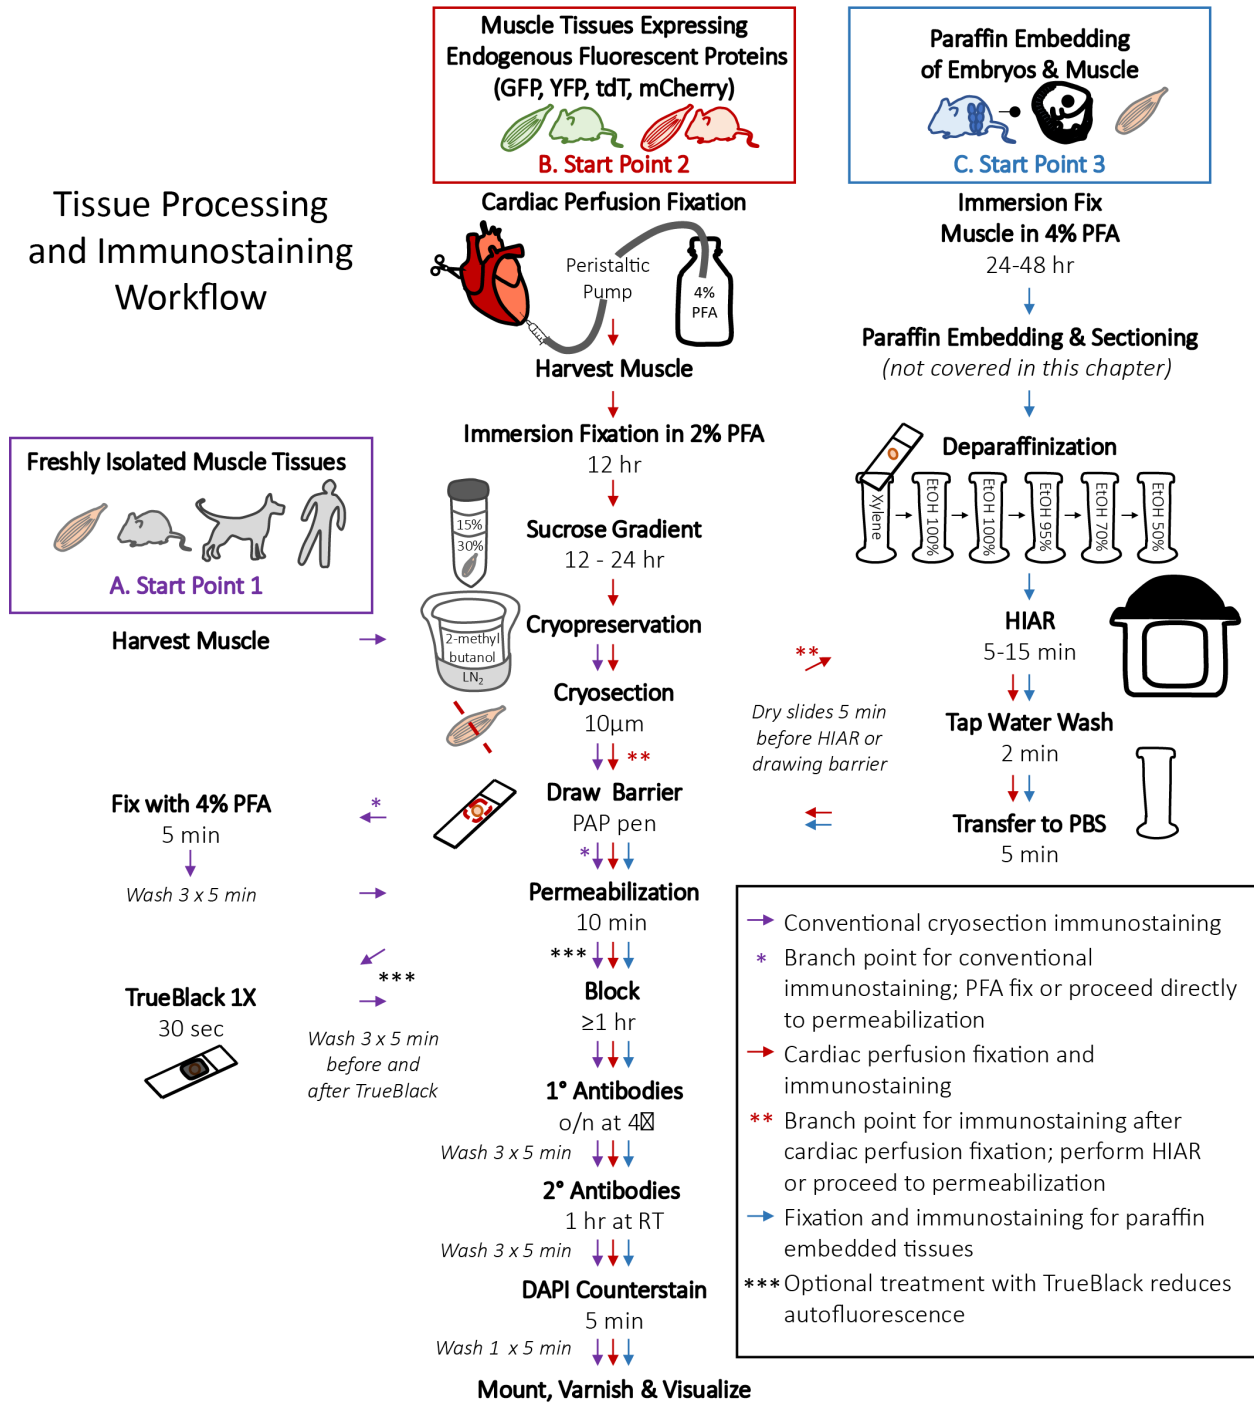 Tissue Processing
and Immunostaining
Workflow
Muscle Tissues Expressing
Endogenous Fluorescent Proteins
(GFP, YFP, tdT, mCherry)
B. Start Point 2
Cardiac Perfusion Fixation
Peristaltic
Pump
4%
PFA
Harvest Muscle
Immersion Fixation in 2% PFA
12 hr
15%
30%
Sucrose Gradient
12 - 24 hr
2-methyl
butanol
LN2
Cryopreservation
Cryosection
10µm
**
Draw Barrier
PAP pen
*
Permeabilization
10 min
***
Block
≥1 hr
1° Antibodies
o/n at 4
Wash 3 x 5 min
2° Antibodies
1 hr at RT
Wash 3 x 5 min
DAPI Counterstain
5 min
Wash 1 x 5 min
Mount, Varnish & Visualize
Paraffin Embedding
of Embryos & Muscle
C. Start Point 3
Immersion Fix
Muscle in 4% PFA
24-48 hr
Paraffin Embedding & Sectioning
(not covered in this chapter)
Deparaffinization
Xylene
EtOH 100%
EtOH 100%
EtOH 95%
EtOH 70%
EtOH 50%
HIAR
5-15 min
**
Dry slides 5 min
before HIAR or
drawing barrier
Tap Water Wash
2 min
Transfer to PBS
5 min
Freshly Isolated Muscle Tissues
A. Start Point 1
Harvest Muscle
Fix with 4% PFA
5 min
*
Wash 3 x 5 min
***
TrueBlack 1X
30 sec
Wash 3 x 5 min
before and
after TrueBlack
Conventional cryosection immunostaining
* Branch point for conventional
immunostaining; PFA fix or proceed directly
to permeabilization
Cardiac perfusion fixation and
immunostaining
** Branch point for immunostaining after
cardiac perfusion fixation; perform HIAR
or proceed to permeabilization
Fixation and immunostaining for paraffin
embedded tissues
*** Optional treatment with TrueBlack reduces
autofluorescence